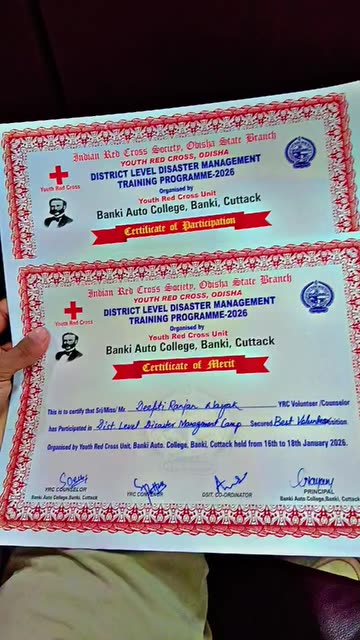 Indian Red Cross Society, Odisha State Branch
YOUTH RED CROSS, ODISHA
DISTRICT LEVEL DISASTER MANAGEMENT
TRAINING PROGRAMME-2026
Youth Red Cross
Organised by
Youth Red Cross Unit
Banki Auto College, Banki, Cuttack
Certificate of Participation
Indian Red Cross Society, Odisha State Branch
YOUTH RED CROSS, ODISHA
DISTRICT LEVEL DISASTER MANAGEMENT
TRAINING PROGRAMME-2026
Youth Red Cross
Organised by
Youth Red Cross Unit
Banki Auto College, Banki, Cuttack
Certificate of Merit
This is to certify that Sri/Miss/ Ms Deepti Ranjan Nayak YRC Volunteer /Counselor
has Participated in Dist Level Disaster Management Camp Secured Best Volunteer
Organised by Youth Red Cross Unit, Banki Auto. College, Banki, Cuttack held from 16th to 18th January 2026.
YRC COUNSELOR
Banki Auto College, Banki, Cuttack
YRC
DIST. CO-ORDINATOR
PRINCIPAL
Banki Auto College, Banki, Cuttack